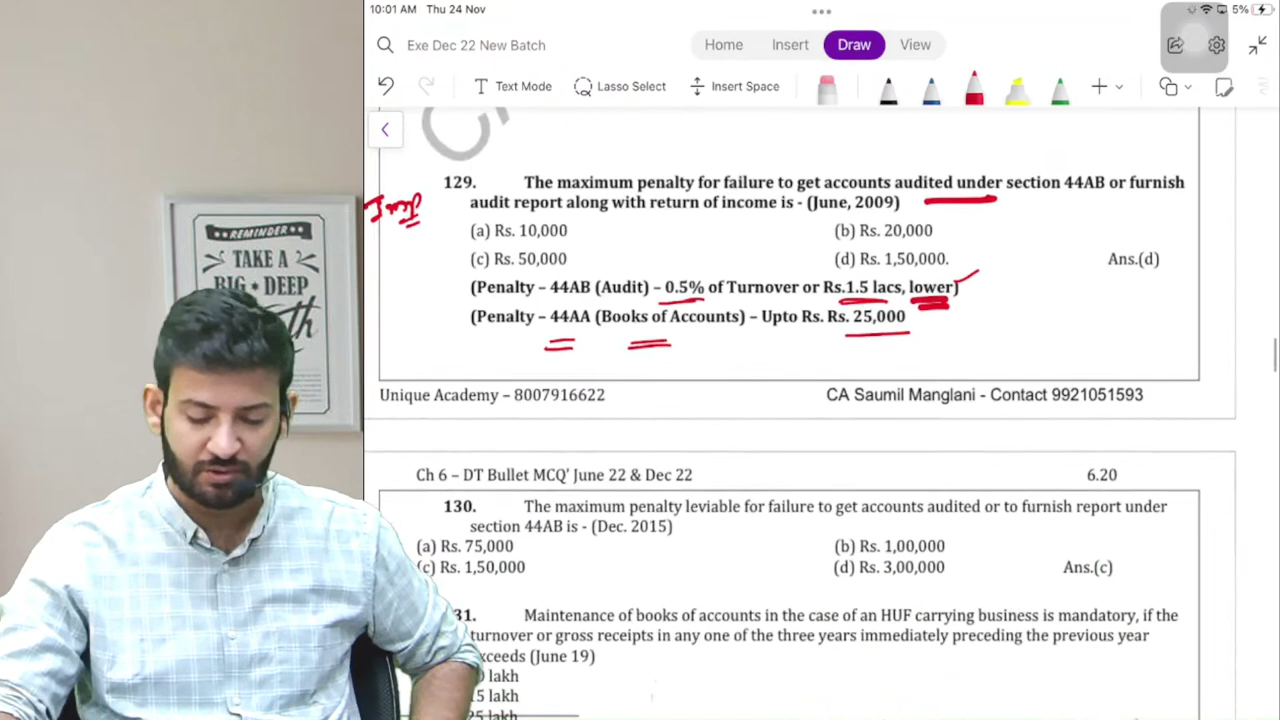 10:01 AM Thu 24 Nov
5%
Exe Dec 22 New Batch
Home Insert Draw View
Text Mode Lasso Select Insert Space
129. The maximum penalty for failure to get accounts audited under section 44AB or furnish
audit report along with return of income is - (June, 2009)
(a) Rs. 10,000 (b) Rs. 20,000
(c) Rs. 50,000 (d) Rs. 1,50,000. Ans.(d)
(Penalty – 44AB (Audit) – 0.5% of Turnover or Rs.1.5 lacs, lower)
(Penalty – 44AA (Books of Accounts) – Upto Rs. Rs. 25,000
Unique Academy – 8007916622 CA Saumil Manglani - Contact 9921051593
Ch 6 – DT Bullet MCQ' June 22 & Dec 22 6.20
130. The maximum penalty leviable for failure to get accounts audited or to furnish report under
section 44AB is - (Dec. 2015)
(a) Rs. 75,000 (b) Rs. 1,00,000
(c) Rs. 1,50,000 (d) Rs. 3,00,000 Ans.(c)
31. Maintenance of books of accounts in the case of an HUF carrying business is mandatory, if the
turnover or gross receipts in any one of the three years immediately preceding the previous year
xceeds (June 19)
lakh
5 lakh
25 lakh
REMINDER
TAKE A
BIG DEEP